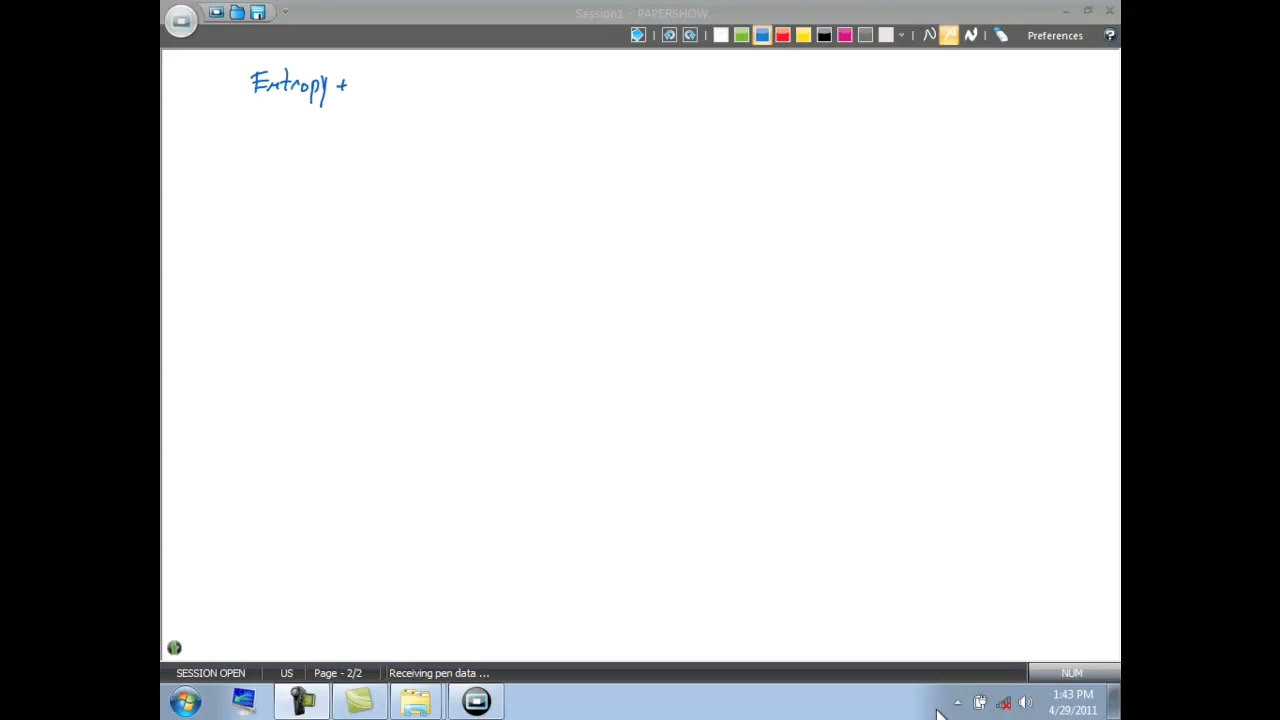 Session1 - PAPERSHOW
Preferences
Entropy +
SESSION OPEN US Page - 2/2 Receiving pen data ... NUM
1:43 PM
4/29/2011